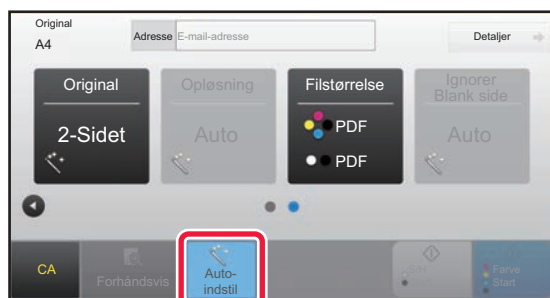 Original
A4
Adresse E-mail-adresse
Detaljer
Original
2-Sidet
Opløsning
Auto
Filstørrelse
PDF
PDF
Ignorer
Blank side
Auto
CA
Forhåndsvis
Auto-
indstil
S/H
Start
Farve
Start